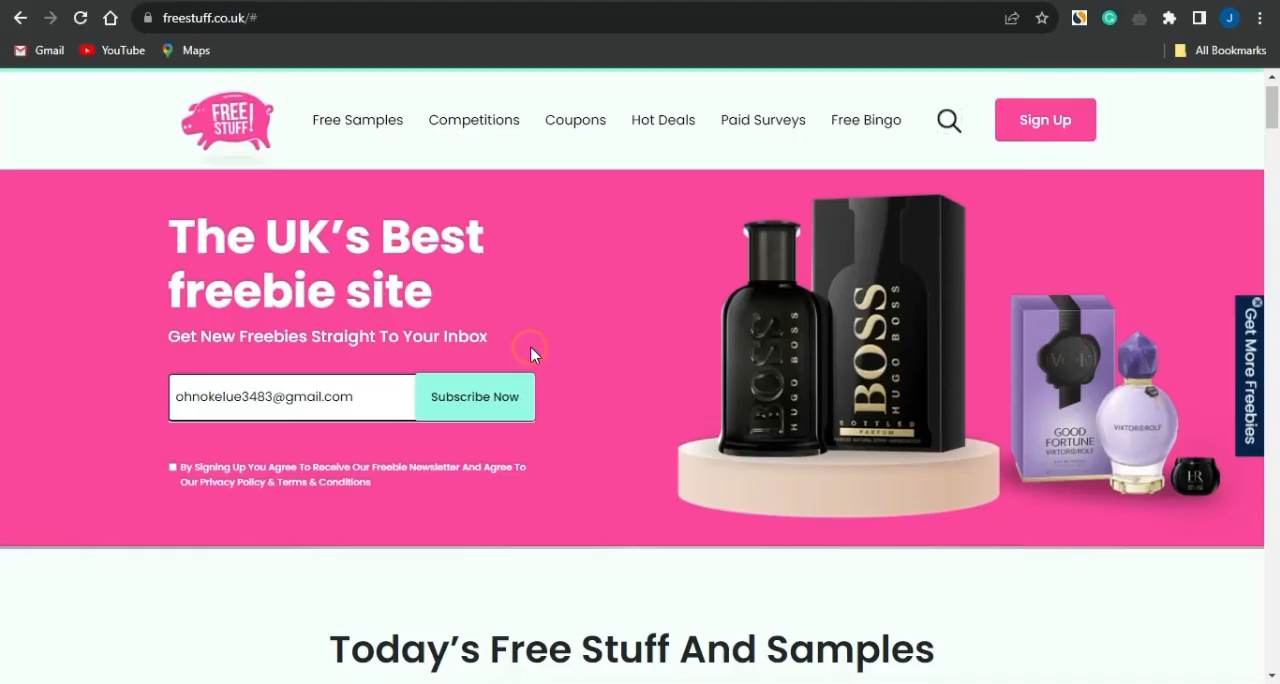 freestuff.co.uk/#
J
Gmail
YouTube
Maps
All Bookmarks
FREE!
STUFF!
Free Samples
Competitions
Coupons
Hot Deals
Paid Surveys
Free Bingo
Sign Up
The UK's Best
freebie site
Get New Freebies Straight To Your Inbox
ohnokelue3483@gmail.com
Subscribe Now
By Signing Up You Agree To Receive Our Freebie Newsletter And Agree To
Our Privacy Policy & Terms & Conditions
BOSS
HUGO BOSS
BOSS
HUGO BOSS
BOTTLED
PARFUM
GOOD
FORTUNE
VIKTOR&ROLF
VIKTOR&ROLF
HR
Get More Freebies
Today's Free Stuff And Samples